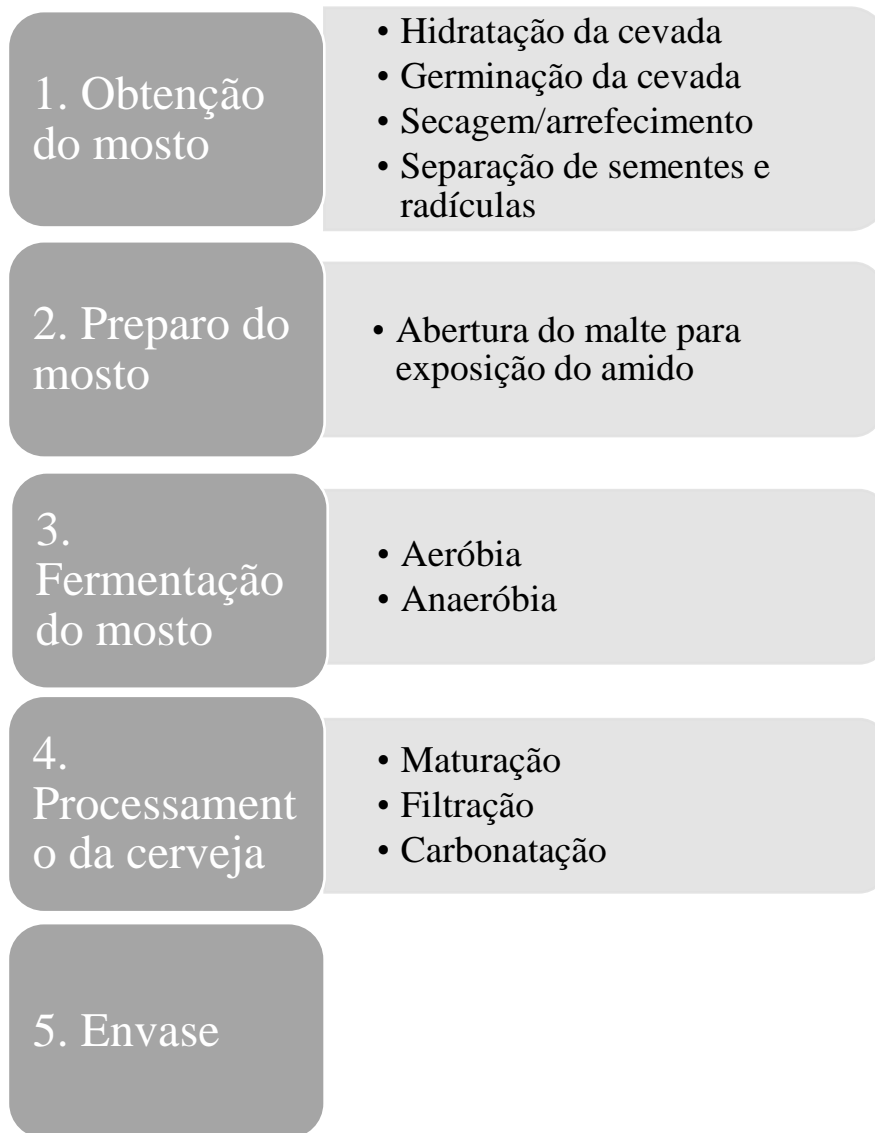 1. Obtenção
do mosto
• Hidratação da cevada
• Germinação da cevada
• Secagem/arrefecimento
• Separação de sementes e
radículas
2. Preparo do
mosto
• Abertura do malte para
exposição do amido
3.
Fermentação
do mosto
• Aeróbia
• Anaeróbia
4.
Processament
o da cerveja
• Maturação
• Filtração
• Carbonatação
5. Envase